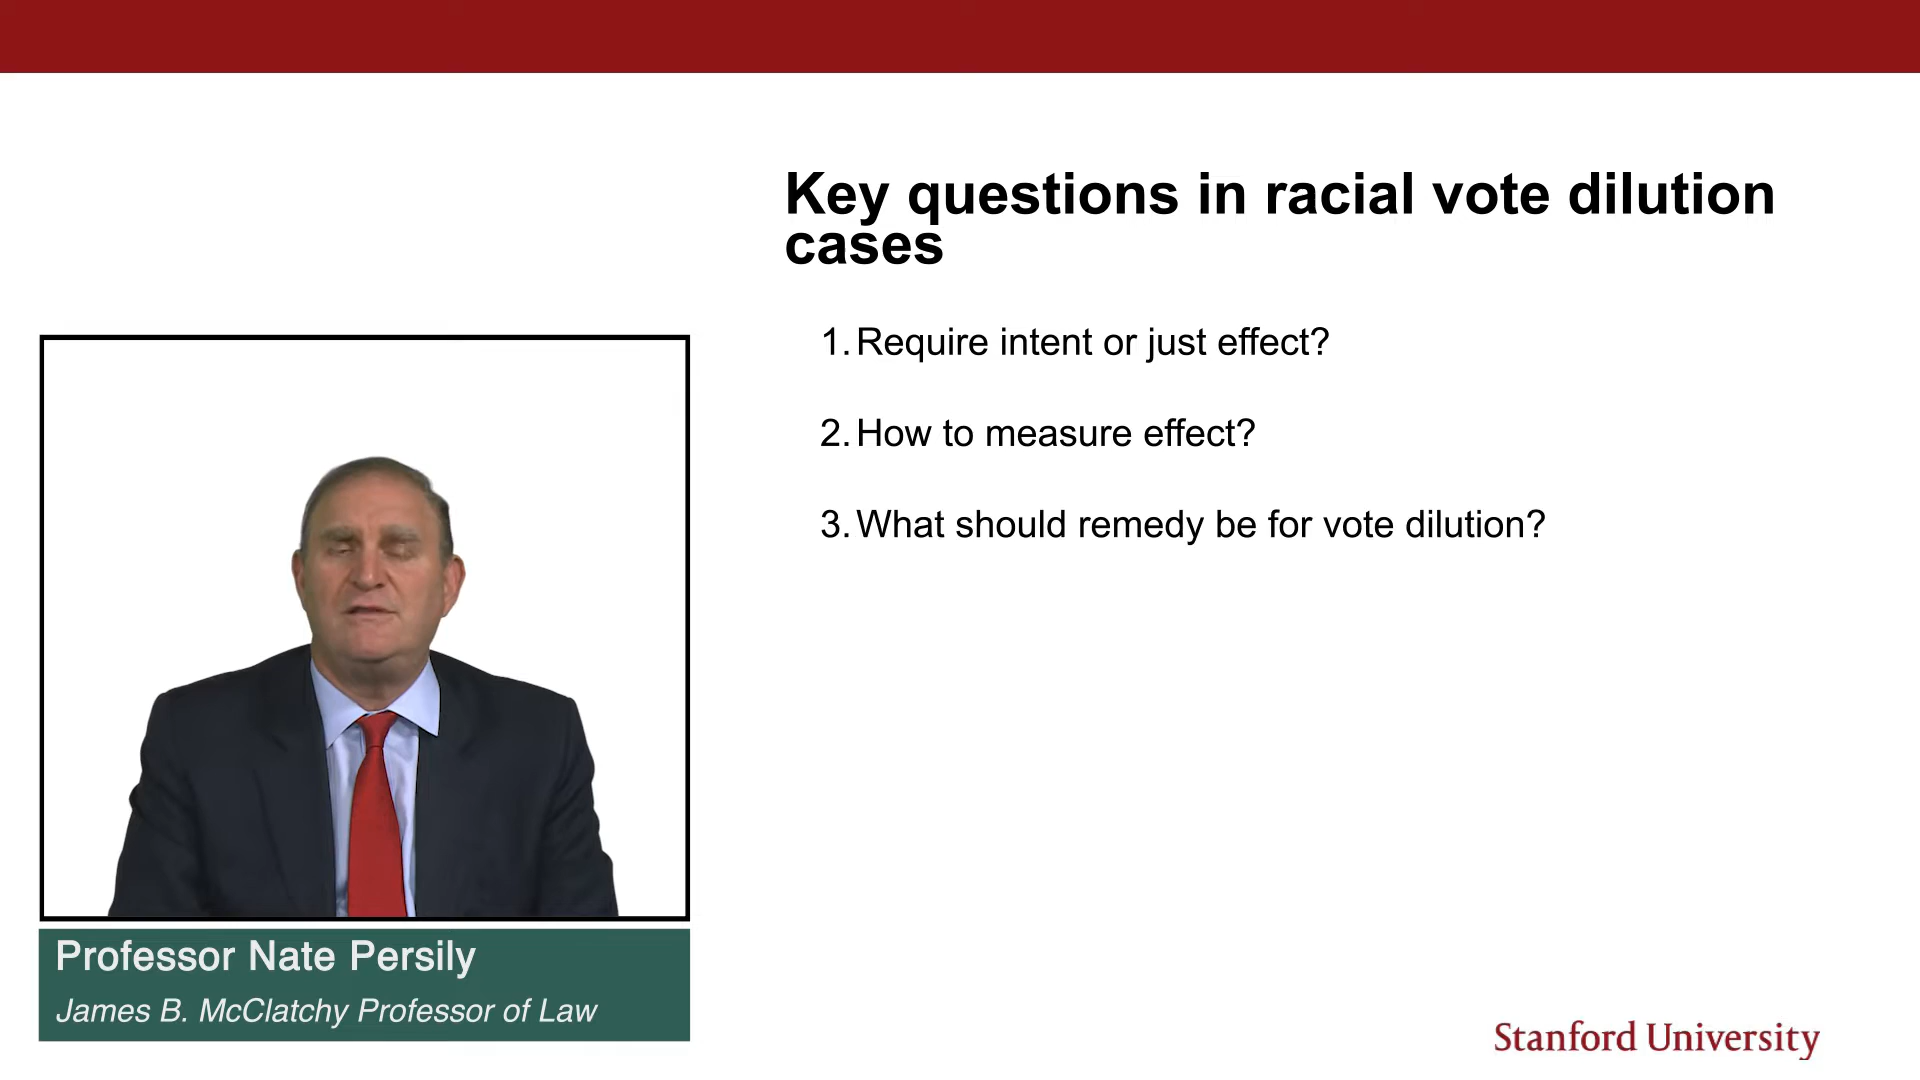 Key questions in racial vote dilution
cases
1. Require intent or just effect?
2. How to measure effect?
3. What should remedy be for vote dilution?
Professor Nate Persily
James B. McClatchy Professor of Law
Stanford University